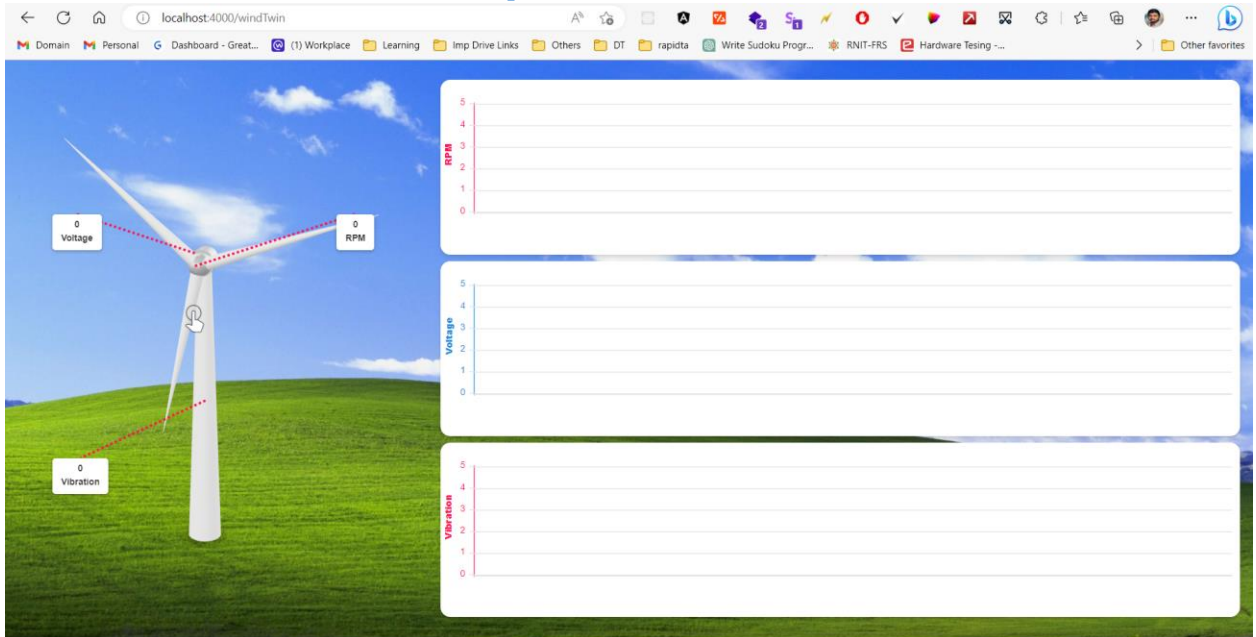 localhost:4000/windTwin
Domain Personal Dashboard - Great... (1) Workplace Learning Imp Drive Links Others DT rapidta Write Sudoku Progr... RNIT-FRS Hardware Tesing -... Other favorites
0
Voltage
0
RPM
0
Vibration
5
4
3
2
1
0
RPM
5
4
3
2
1
0
Voltage
5
4
3
2
1
0
Vibration